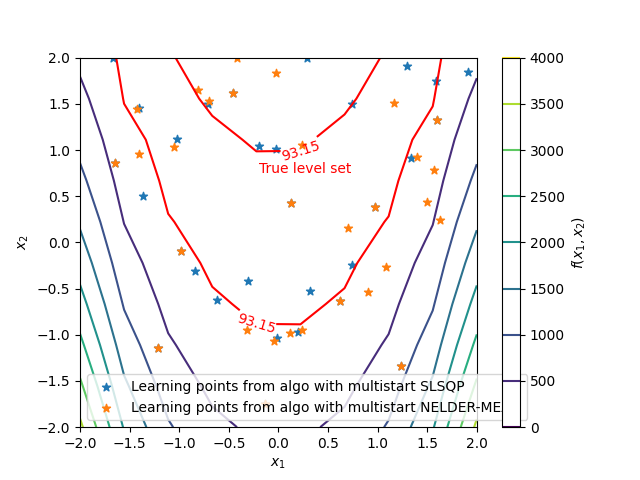 2.0
1.5
1.0
0.5
0.0
−0.5
−1.0
−1.5
−2.0
x₂
93.15
True level set
93.15
Learning points from algo with multistart SLSQP
Learning points from algo with multistart NELDER-ME
−2.0 −1.5 −1.0 −0.5 0.0 0.5 1.0 1.5 2.0
x₁
4000
3500
3000
2500
2000
1500
1000
500
0
f(x₁, x₂)